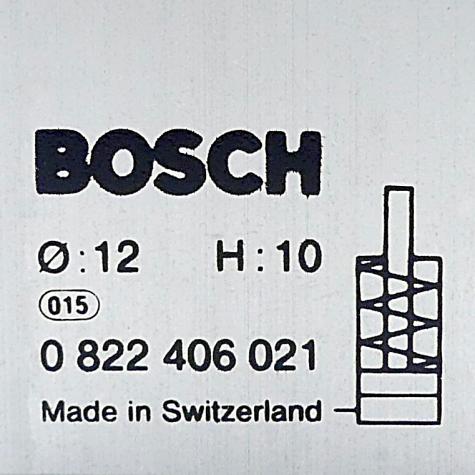 BOSCH
Ø:12 H:10
015
0 822 406 021
Made in Switzerland